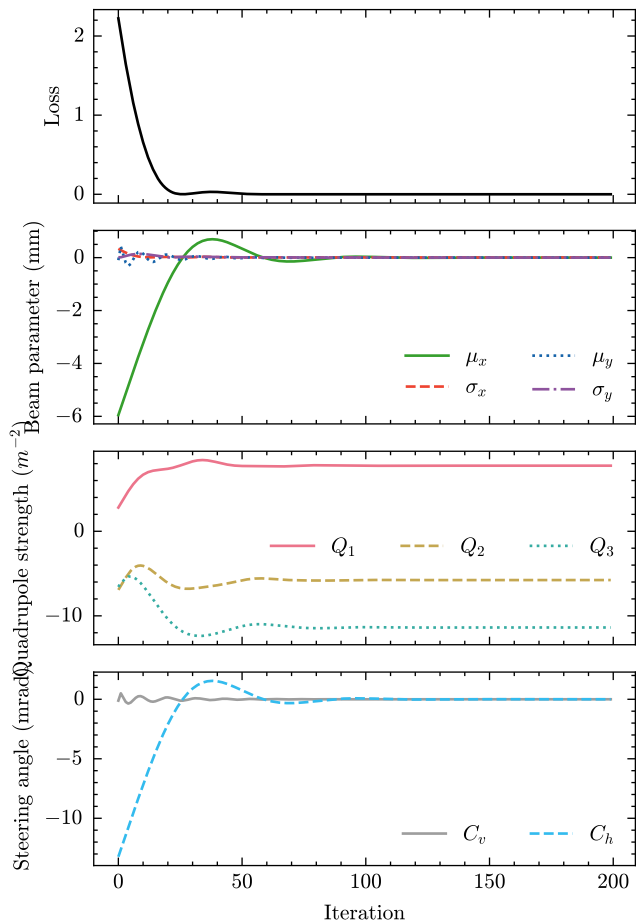 Loss
2
1
0
Beam parameter (mm)
0
−2
−4
−6
μx μy
σx σy
Quadrupole strength (m−2)
0
−10
Q1 Q2 Q3
Steering angle (mrad)
0
−5
−10
Cv Ch
0 50 100 150 200
Iteration